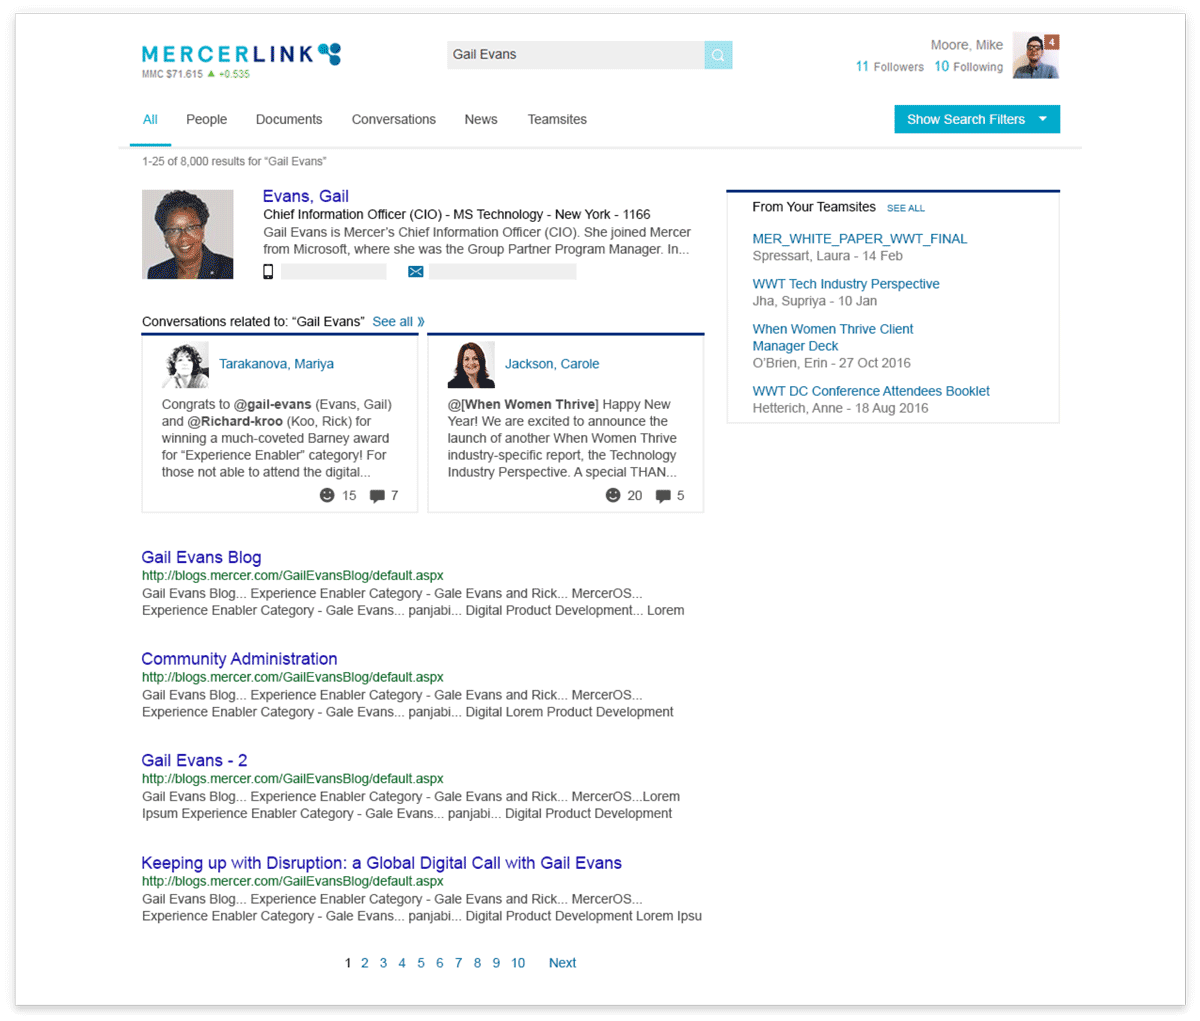 MERCERLINK
MMC $71.615 ▲ +0.535
Gail Evans
Moore, Mike
11 Followers 10 Following
4
All People Documents Conversations News Teamsites
Show Search Filters
1-25 of 8,000 results for “Gail Evans”
Evans, Gail
Chief Information Officer (CIO) - MS Technology - New York - 1166
Gail Evans is Mercer’s Chief Information Officer (CIO). She joined Mercer
from Microsoft, where she was the Group Partner Program Manager. In...
Conversations related to: “Gail Evans” See all »
Tarakanova, Mariya
Congrats to @gail-evans (Evans, Gail)
and @Richard-kroo (Koo, Rick) for
winning a much-coveted Barney award
for “Experience Enabler” category! For
those not able to attend the digital...
15 7
Jackson, Carole
@[When Women Thrive] Happy New
Year! We are excited to announce the
launch of another When Women Thrive
industry-specific report, the Technology
Industry Perspective. A special THAN...
20 5
From Your Teamsites SEE ALL
MER_WHITE_PAPER_WWT_FINAL
Spressart, Laura - 14 Feb
WWT Tech Industry Perspective
Jha, Supriya - 10 Jan
When Women Thrive Client
Manager Deck
O’Brien, Erin - 27 Oct 2016
WWT DC Conference Attendees Booklet
Hetterich, Anne - 18 Aug 2016
Gail Evans Blog
http://blogs.mercer.com/GailEvansBlog/default.aspx
Gail Evans Blog... Experience Enabler Category - Gale Evans and Rick... MercerOS...
Experience Enabler Category - Gale Evans... panjabi... Digital Product Development... Lorem
Community Administration
http://blogs.mercer.com/GailEvansBlog/default.aspx
Gail Evans Blog... Experience Enabler Category - Gale Evans and Rick... MercerOS...
Experience Enabler Category - Gale Evans... panjabi... Digital Lorem Product Development
Gail Evans - 2
http://blogs.mercer.com/GailEvansBlog/default.aspx
Gail Evans Blog... Experience Enabler Category - Gale Evans and Rick... MercerOS...Lorem
Ipsum Experience Enabler Category - Gale Evans... panjabi... Digital Product Development
Keeping up with Disruption: a Global Digital Call with Gail Evans
http://blogs.mercer.com/GailEvansBlog/default.aspx
Gail Evans Blog... Experience Enabler Category - Gale Evans and Rick... MercerOS...
Experience Enabler Category - Gale Evans... panjabi... Digital Product Development Lorem Ipsu
1 2 3 4 5 6 7 8 9 10 Next